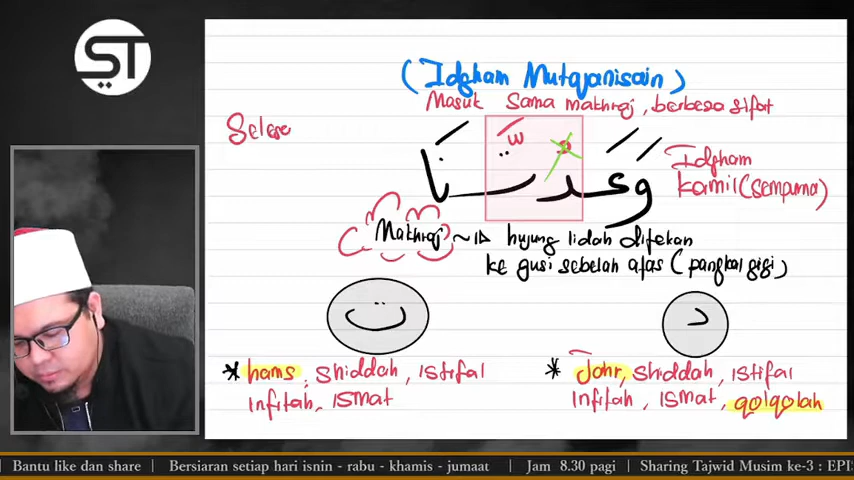 ST
(Idgham Mutajanisain)
Masuk Sama makhraj, berbeza sifat
Selese
وَعَدتَّنَا
Idgham
kamil (sempurna)
Makhraj ~ hujung lidah ditekan
ke gusi sebelah atas (pangkal gigi)
ت
د
* hams, shiddah, istifal
infitah, ismat
* Jahr, shiddah, istifal
infitah, ismat, qolqolah
Bantu like dan share | Bersiaran setiap hari isnin - rabu - khamis - jumaat | Jam 8.30 pagi | Sharing Tajwid Musim ke-3 : EPI